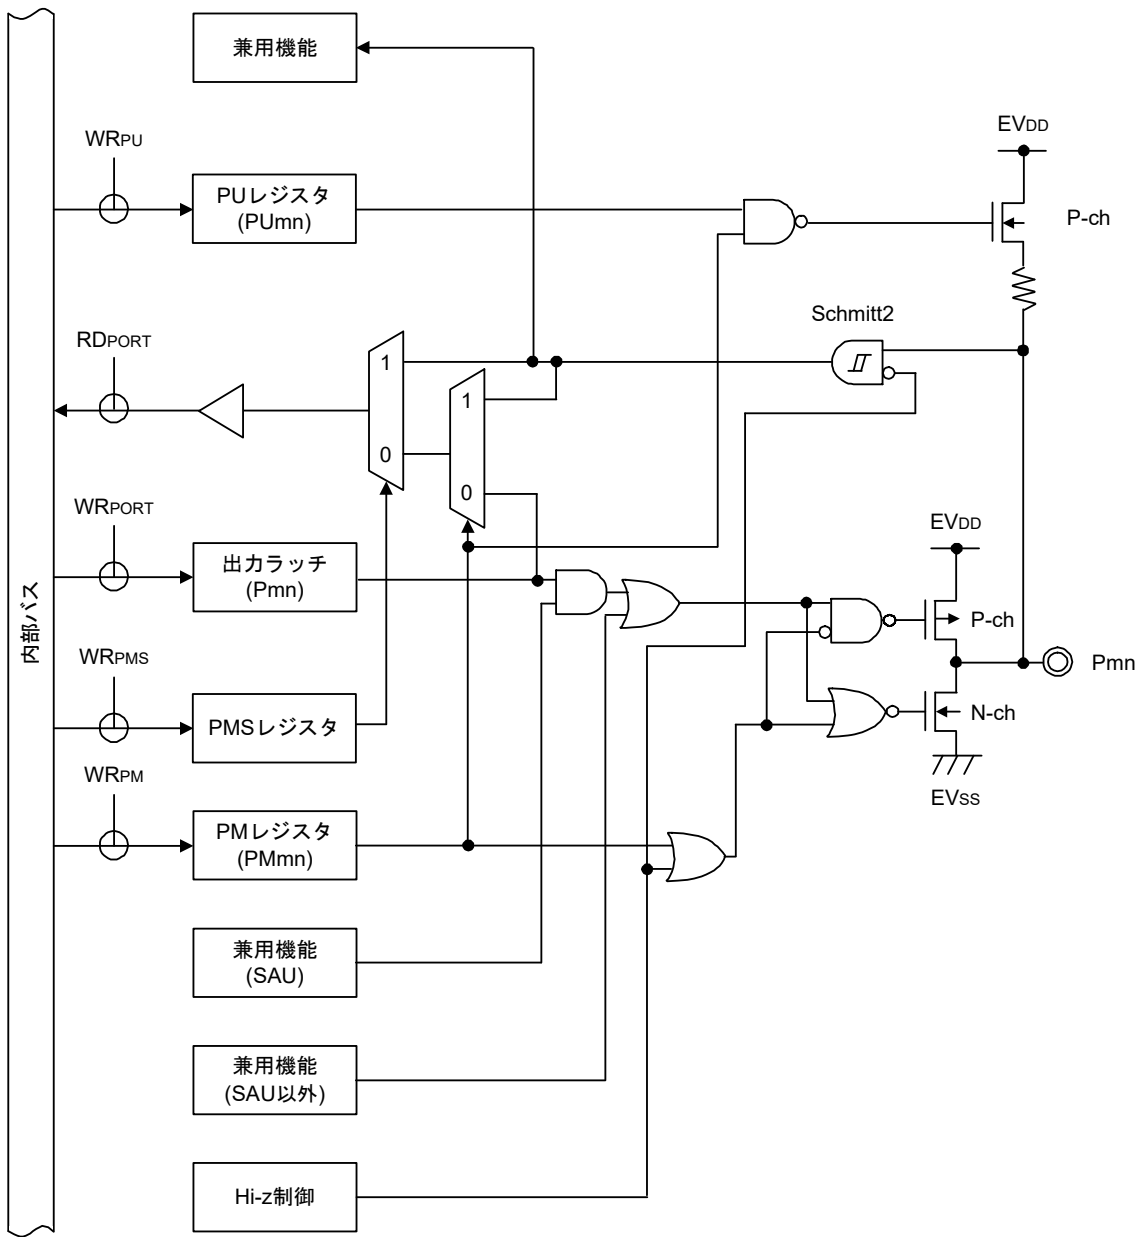 兼用機能
WRPU
EVDD
PUレジスタ
(PUmn)
P-ch
RDPORT
Schmitt2
1
1
0
0
WRPORT
EVDD
出力ラッチ
(Pmn)
P-ch
内部バス
WRPMS
Pmn
PMSレジスタ
N-ch
WRPM
EVSS
PMレジスタ
(PMmn)
兼用機能
(SAU)
兼用機能
(SAU以外)
Hi-z制御